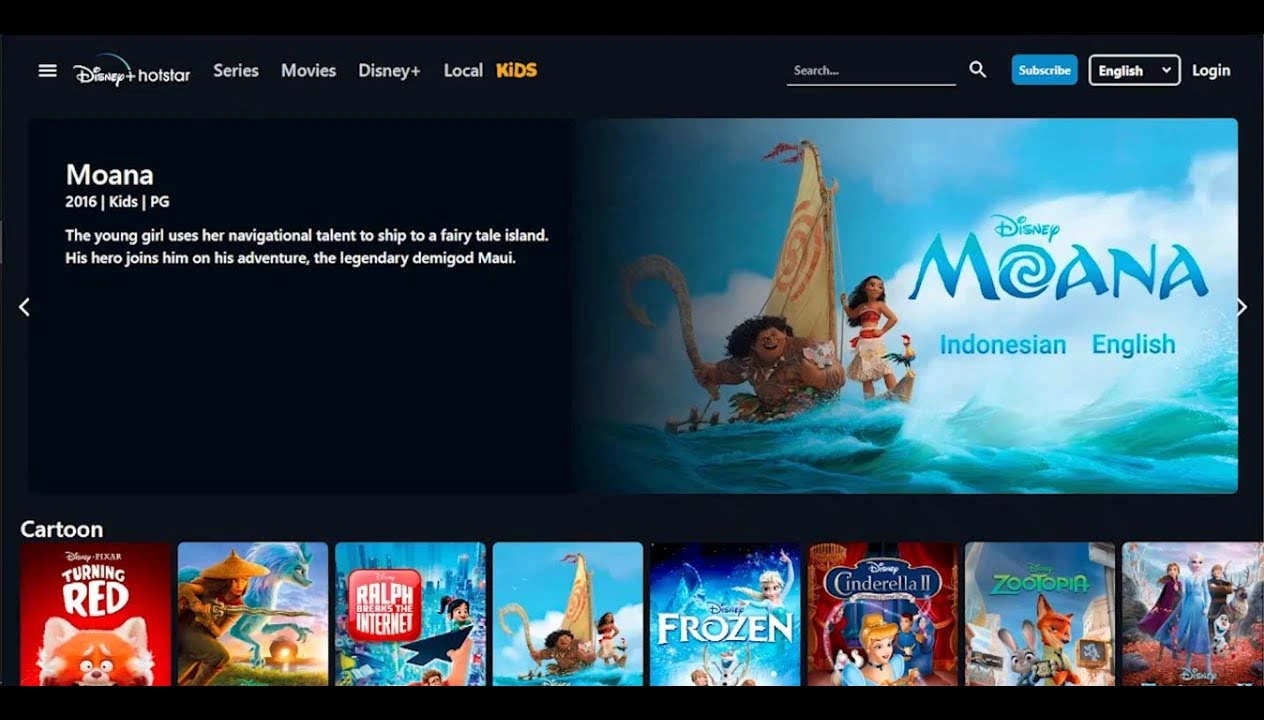 Disney+ hotstar Series Movies Disney+ Local KiDS Search... Subscribe English Login
Moana
2016 | Kids | PG
The young girl uses her navigational talent to ship to a fairy tale island.
His hero joins him on his adventure, the legendary demigod Maui.
Disney
MOANA
Indonesian English
Cartoon
Disney·PIXAR
TURNING
RED
Disney
RALPH
BREAKS THE
INTERNET
Disney
FROZEN
Disney
Cinderella II
Disney
ZOOTOPIA
Disney